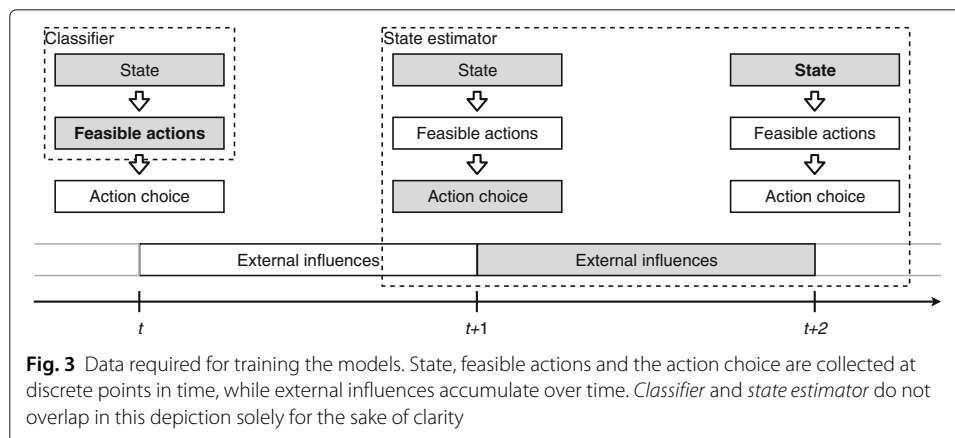 Classifier
State estimator
State
State
State
Feasible actions
Feasible actions
Feasible actions
Action choice
Action choice
Action choice
External influences
External influences
t
t+1
t+2
Fig. 3 Data required for training the models. State, feasible actions and the action choice are collected at
discrete points in time, while external influences accumulate over time. Classifier and state estimator do not
overlap in this depiction solely for the sake of clarity